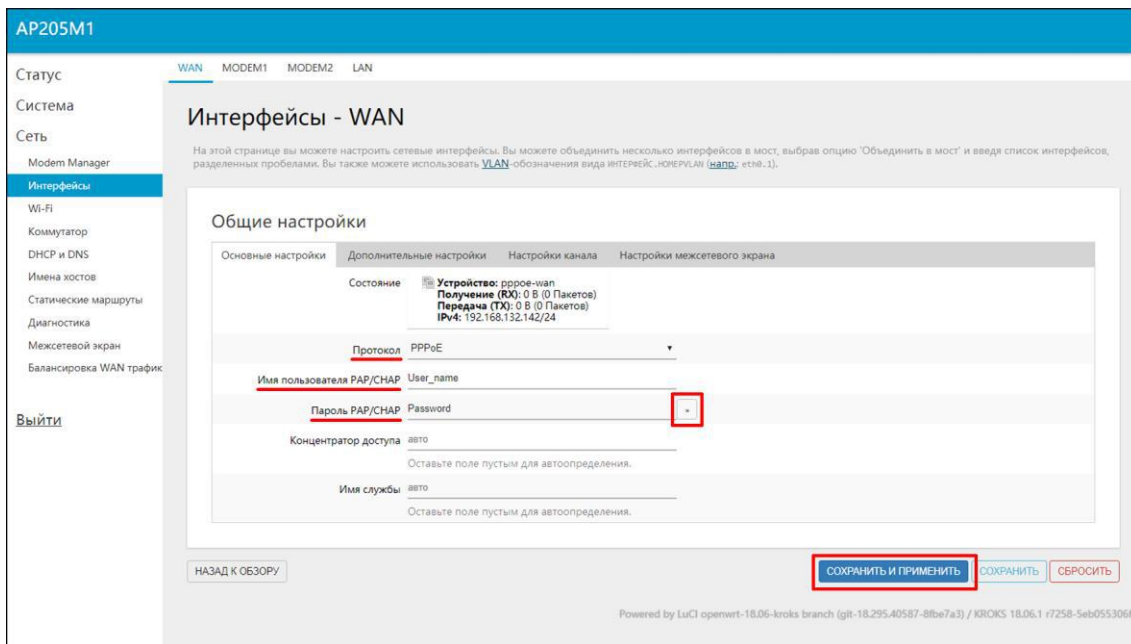 AP205M1
Статус
Система
Сеть
Modem Manager
Интерфейсы
Wi-Fi
Коммутатор
DHCP и DNS
Имена хостов
Статические маршруты
Диагностика
Межсетевой экран
Балансировка WAN трафик
Выйти
WAN MODEM1 MODEM2 LAN
Интерфейсы - WAN
На этой странице вы можете настроить сетевые интерфейсы. Вы можете объединить несколько интерфейсов в мост, выбрав опцию 'Объединить в мост' и введя список интерфейсов,
разделенных пробелами. Вы также можете использовать VLAN-обозначения вида ИНТЕРФЕЙС.НОМЕРVLAN (напр.: eth0.1).
Общие настройки
Основные настройки Дополнительные настройки Настройки канала Настройки межсетевого экрана
Состояние Устройство: pppoe-wan
Получение (RX): 0 B (0 Пакетов)
Передача (TX): 0 B (0 Пакетов)
IPv4: 192.168.132.142/24
Протокол PPPoE
Имя пользователя PAP/CHAP User_name
Пароль PAP/CHAP Password *
Концентратор доступа авто
Оставьте поле пустым для автоопределения.
Имя службы авто
Оставьте поле пустым для автоопределения.
НАЗАД К ОБЗОРУ СОХРАНИТЬ И ПРИМЕНИТЬ СОХРАНИТЬ СБРОСИТЬ
Powered by LuCI openwrt-18.06-kroks branch (git-18.295.40587-8fbe7a3) / KROKS 18.06.1 r7258-5eb055306f